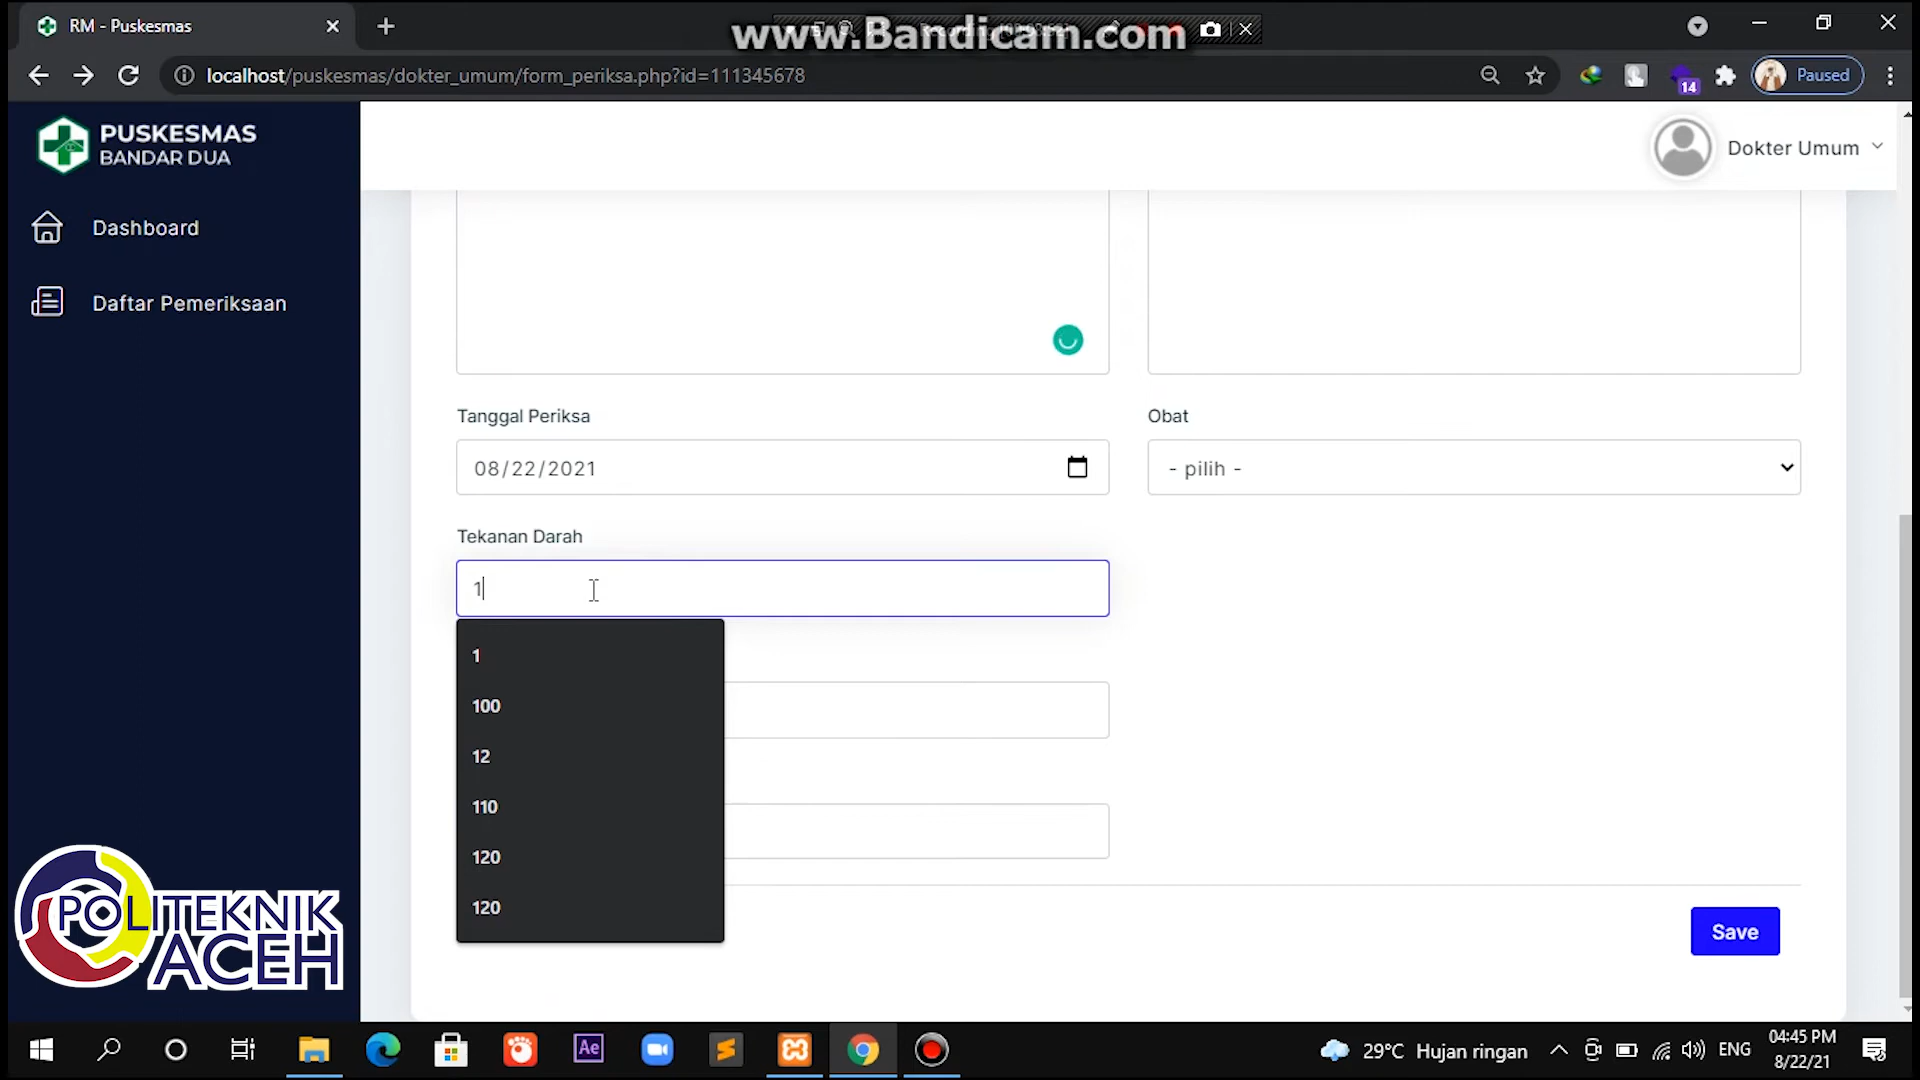 RM - Puskesmas
www.Bandicam.com
localhost/puskesmas/dokter_umum/form_periksa.php?id=111345678
14
Paused
PUSKESMAS
BANDAR DUA
Dokter Umum
Dashboard
Daftar Pemeriksaan
Tanggal Periksa
Obat
08/22/2021
- pilih -
Tekanan Darah
1
1
100
12
110
120
120
Save
POLITEKNIK
ACEH
Ae
29°C Hujan ringan
ENG
04:45 PM
8/22/21